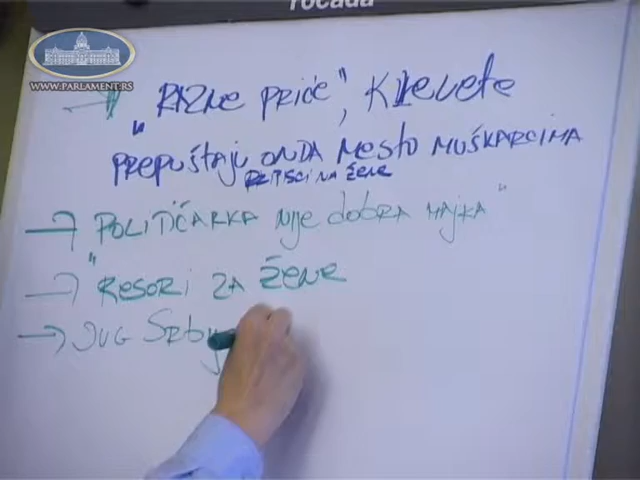 rocada
WWW.PARLAMENT.RS
→ „RAZNE PRIČE", KLEVETE
PREPUŠTAJU ONDA MESTO MUŠKARCIMA
PRITISCI NA ŽENE
→ POLITIČARKA NIJE DOBRA MAJKA"
→ "RESORI ZA ŽENE
→ JUG SRBIJ